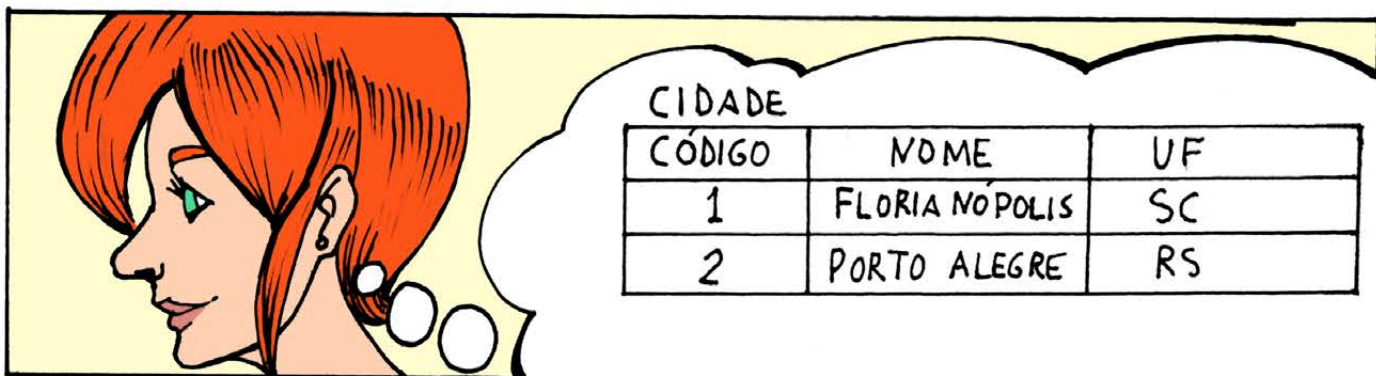 CIDADE
CÓDIGO NOME UF
1 FLORIANÓPOLIS SC
2 PORTO ALEGRE RS